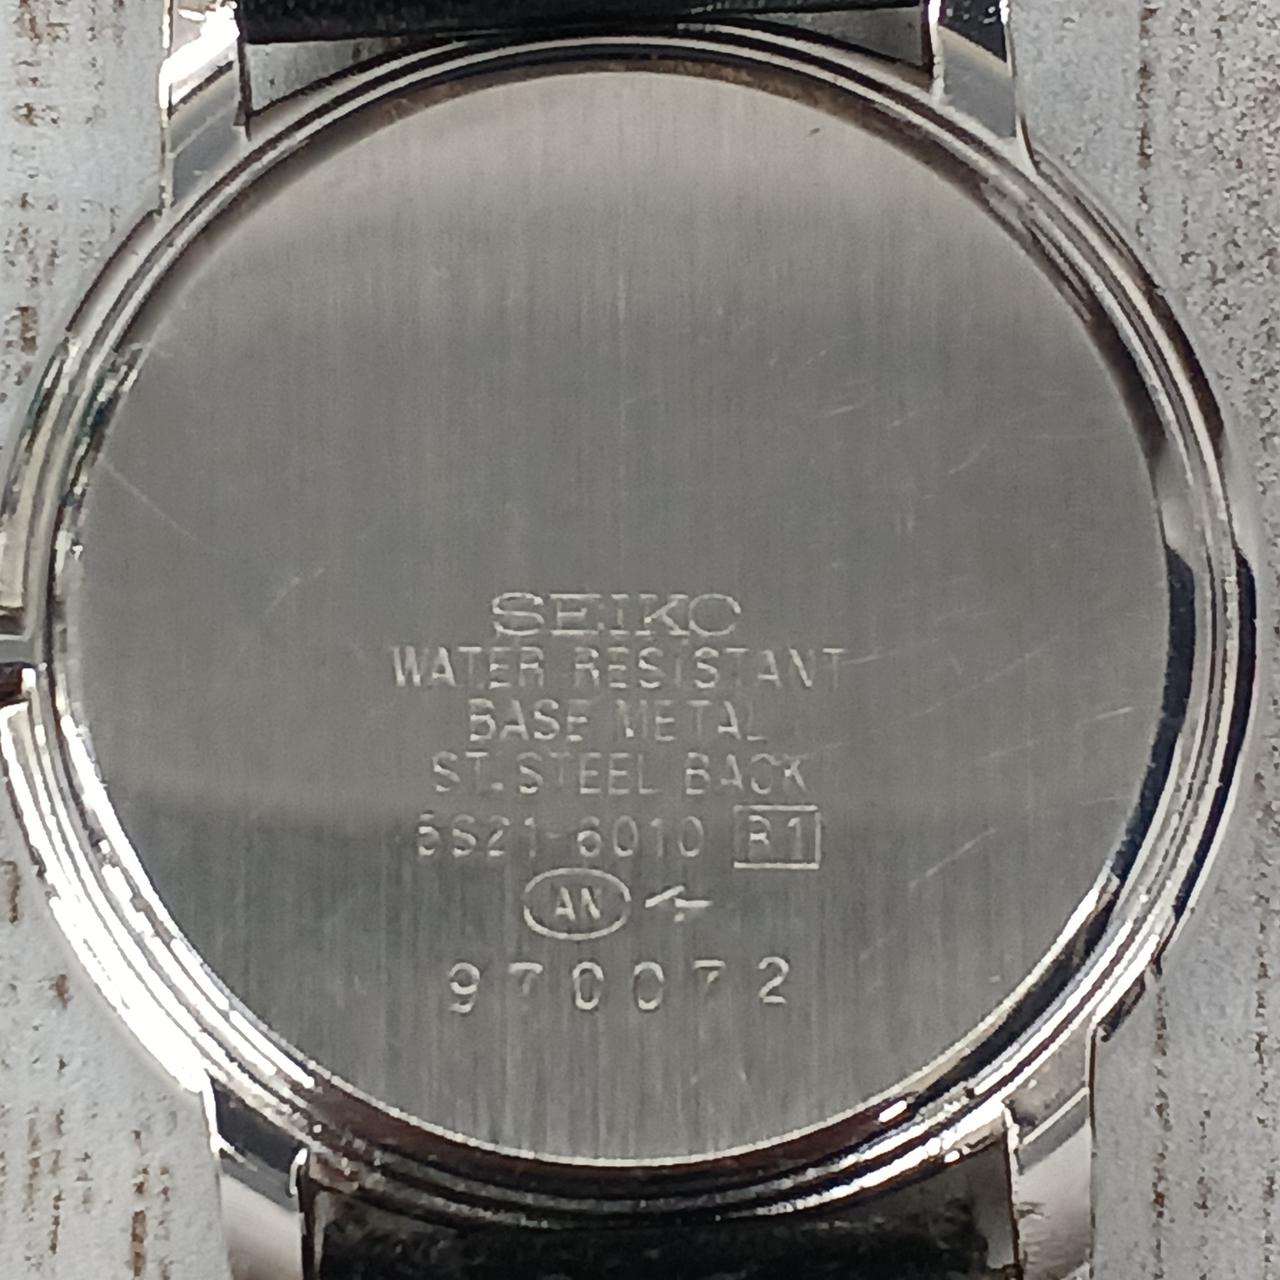 SEIKO
WATER RESISTANT
BASE METAL
ST.STEEL BACK
5S21-6010 R1
AN
970072